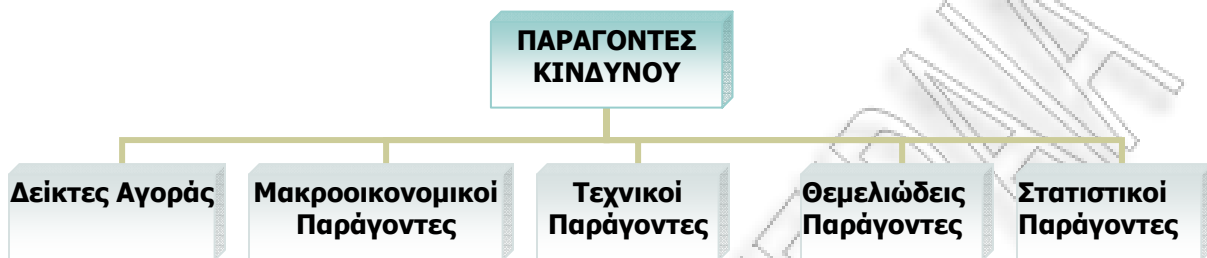 ΠΑΡΑΓΟΝΤΕΣ
ΚΙΝΔΥΝΟΥ
Δείκτες Αγοράς
Μακροοικονομικοί
Παράγοντες
Τεχνικοί
Παράγοντες
Θεμελιώδεις
Παράγοντες
Στατιστικοί
Παράγοντες